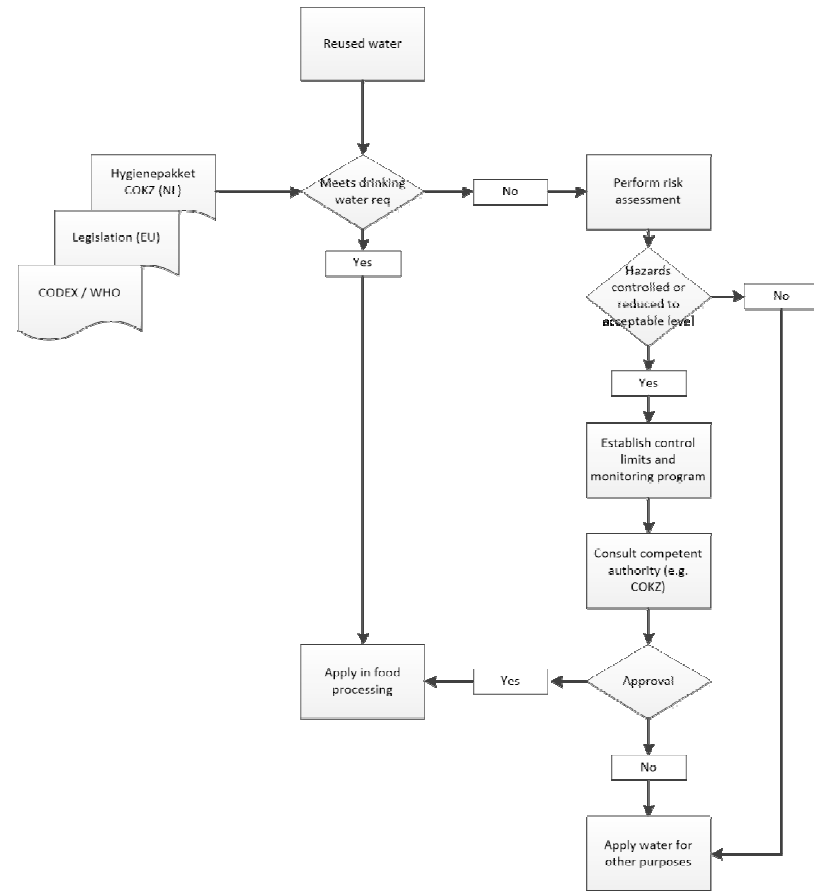 Reused water
Hygienepakket
COKZ (NL)
Legislation (EU)
CODEX / WHO
Meets drinking
water req
No
Perform risk
assessment
Yes
Hazards
controlled or
reduced to
acceptable level
No
Yes
Establish control
limits and
monitoring program
Consult competent
authority (e.g.
COKZ)
Apply in food
processing
Yes
Approval
No
Apply water for
other purposes